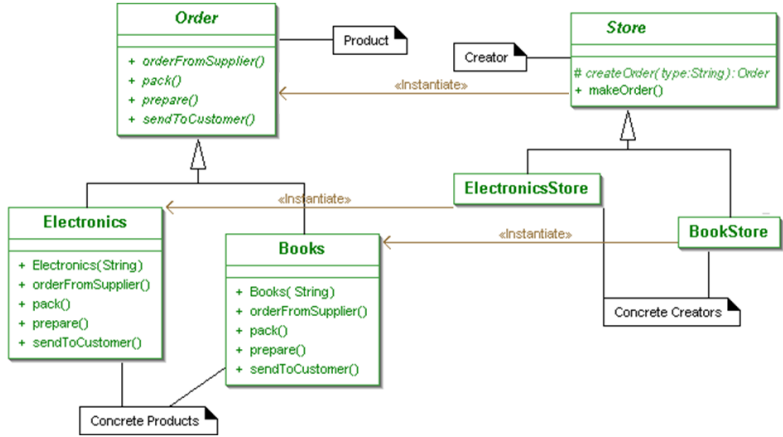 Order
+ orderFromSupplier()
+ pack()
+ prepare()
+ sendToCustomer()
Product
Creator
Store
# createOrder( type:String ) : Order
+ makeOrder()
«Instantiate»
ElectronicsStore
«Instantiate»
BookStore
«Instantiate»
Electronics
+ Electronics( String)
+ orderFromSupplier()
+ pack()
+ prepare()
+ sendToCustomer()
Books
+ Books( String)
+ orderFromSupplier()
+ pack()
+ prepare()
+ sendToCustomer()
Concrete Creators
Concrete Products